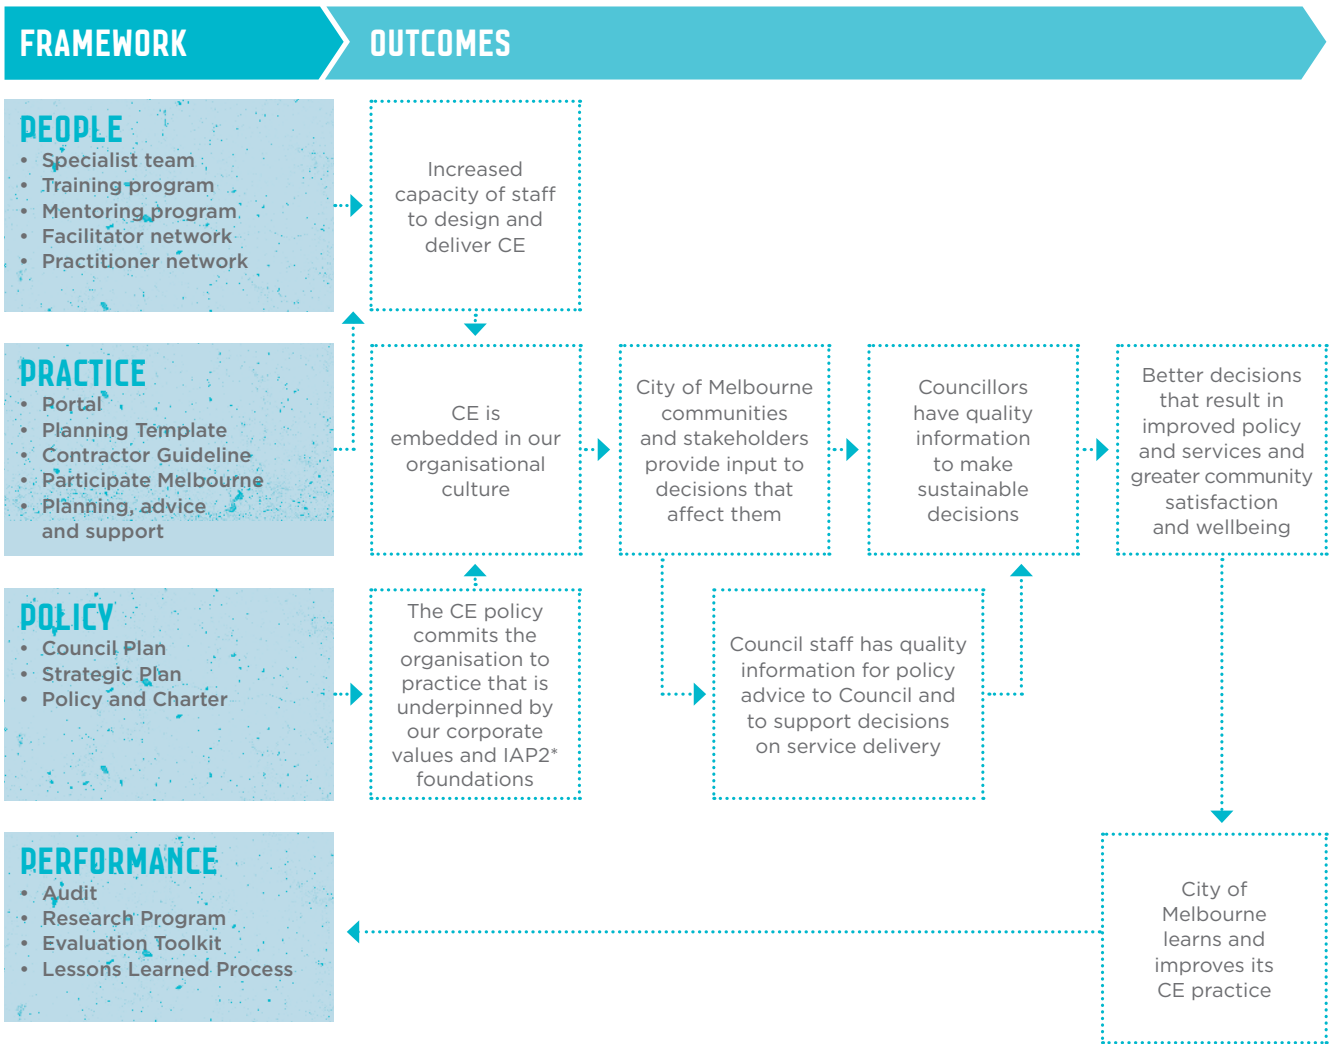 FRAMEWORK
OUTCOMES
PEOPLE
• Specialist team
• Training program
• Mentoring program
• Facilitator network
• Practitioner network
Increased
capacity of staff
to design and
deliver CE
PRACTICE
• Portal
• Planning Template
• Contractor Guideline
• Participate Melbourne
• Planning, advice
and support
CE is
embedded in our
organisational
culture
City of Melbourne
communities
and stakeholders
provide input to
decisions that
affect them
Councillors
have quality
information
to make
sustainable
decisions
Better decisions
that result in
improved policy
and services and
greater community
satisfaction
and wellbeing
POLICY
• Council Plan
• Strategic Plan
• Policy and Charter
The CE policy
commits the
organisation to
practice that is
underpinned by
our corporate
values and IAP2*
foundations
Council staff has quality
information for policy
advice to Council and
to support decisions
on service delivery
PERFORMANCE
• Audit
• Research Program
• Evaluation Toolkit
• Lessons Learned Process
City of
Melbourne
learns and
improves its
CE practice